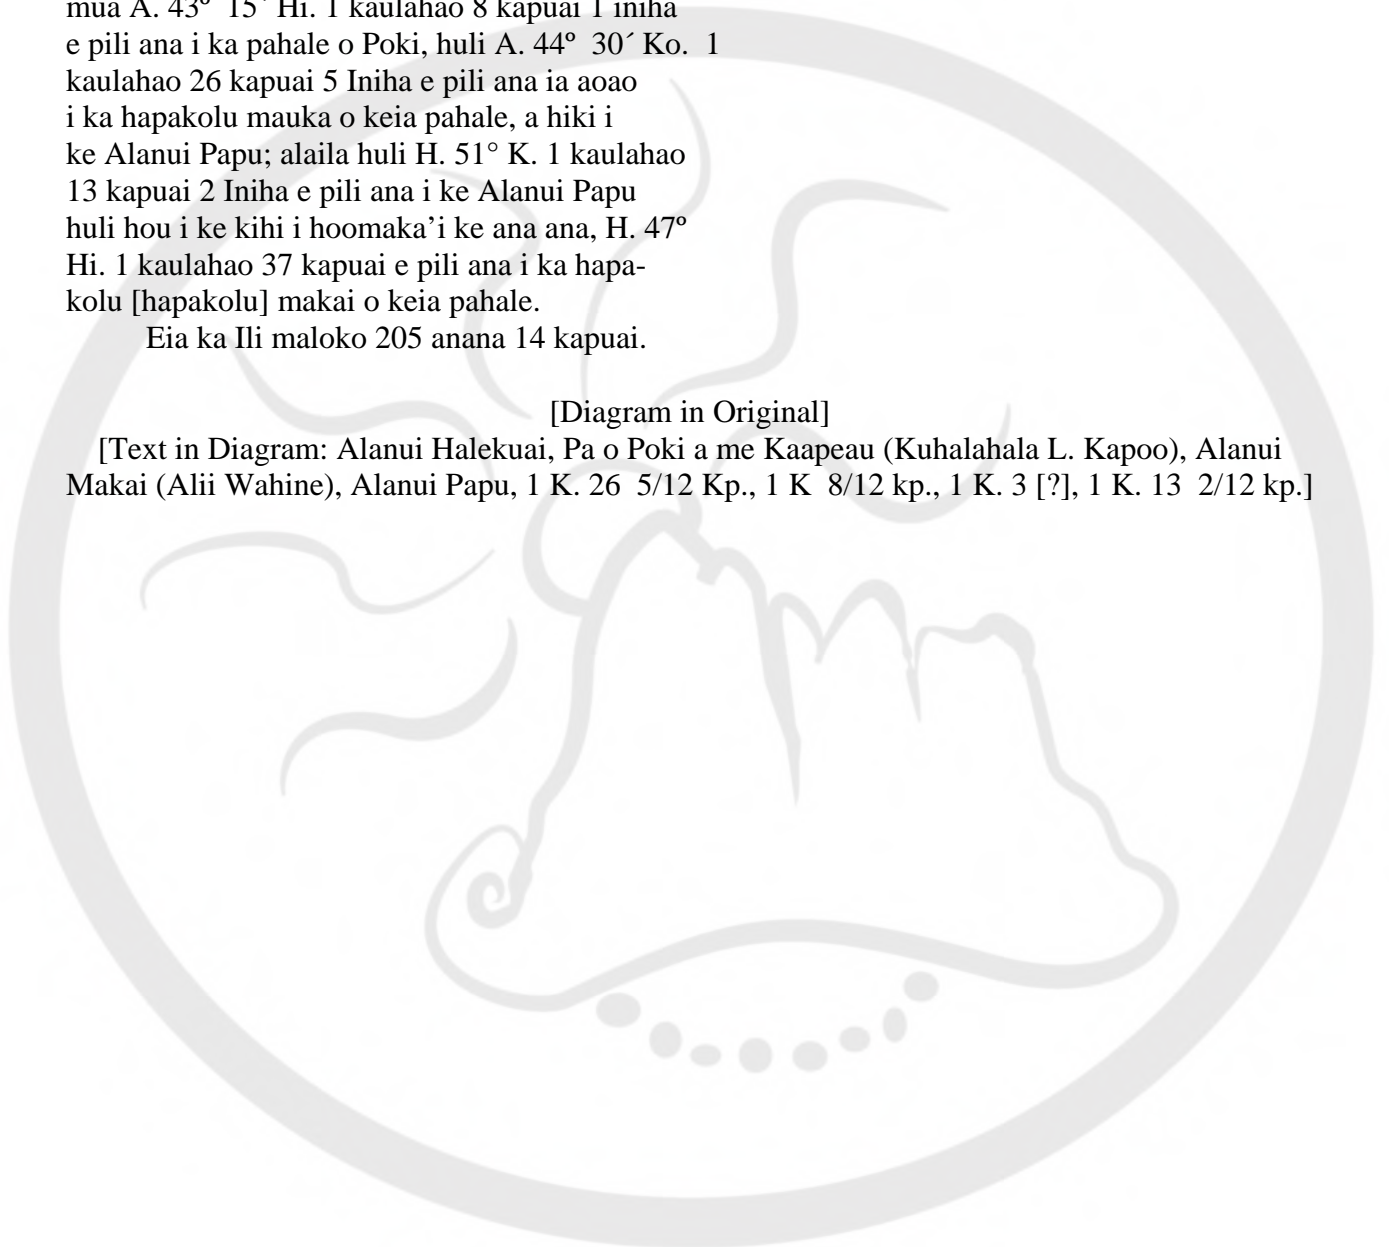 mua A. 43º 15´ Hi. 1 kaulahao 8 kapuai 1 iniha
e pili ana i ka pahale o Poki, huli A. 44º 30´ Ko. 1
kaulahao 26 kapuai 5 Iniha e pili ana ia aoao
i ka hapakolu mauka o keia pahale, a hiki i
ke Alanui Papu; alaila huli H. 51° K. 1 kaulahao
13 kapuai 2 Iniha e pili ana i ke Alanui Papu
huli hou i ke kihi i hoomaka’i ke ana ana, H. 47º
Hi. 1 kaulahao 37 kapuai e pili ana i ka hapa-
kolu [hapakolu] makai o keia pahale.
Eia ka Ili maloko 205 anana 14 kapuai.
[Diagram in Original]
[Text in Diagram: Alanui Halekuai, Pa o Poki a me Kaapeau (Kuhalahala L. Kapoo), Alanui
Makai (Alii Wahine), Alanui Papu, 1 K. 26 5/12 Kp., 1 K 8/12 kp., 1 K. 3 [?], 1 K. 13 2/12 kp.]